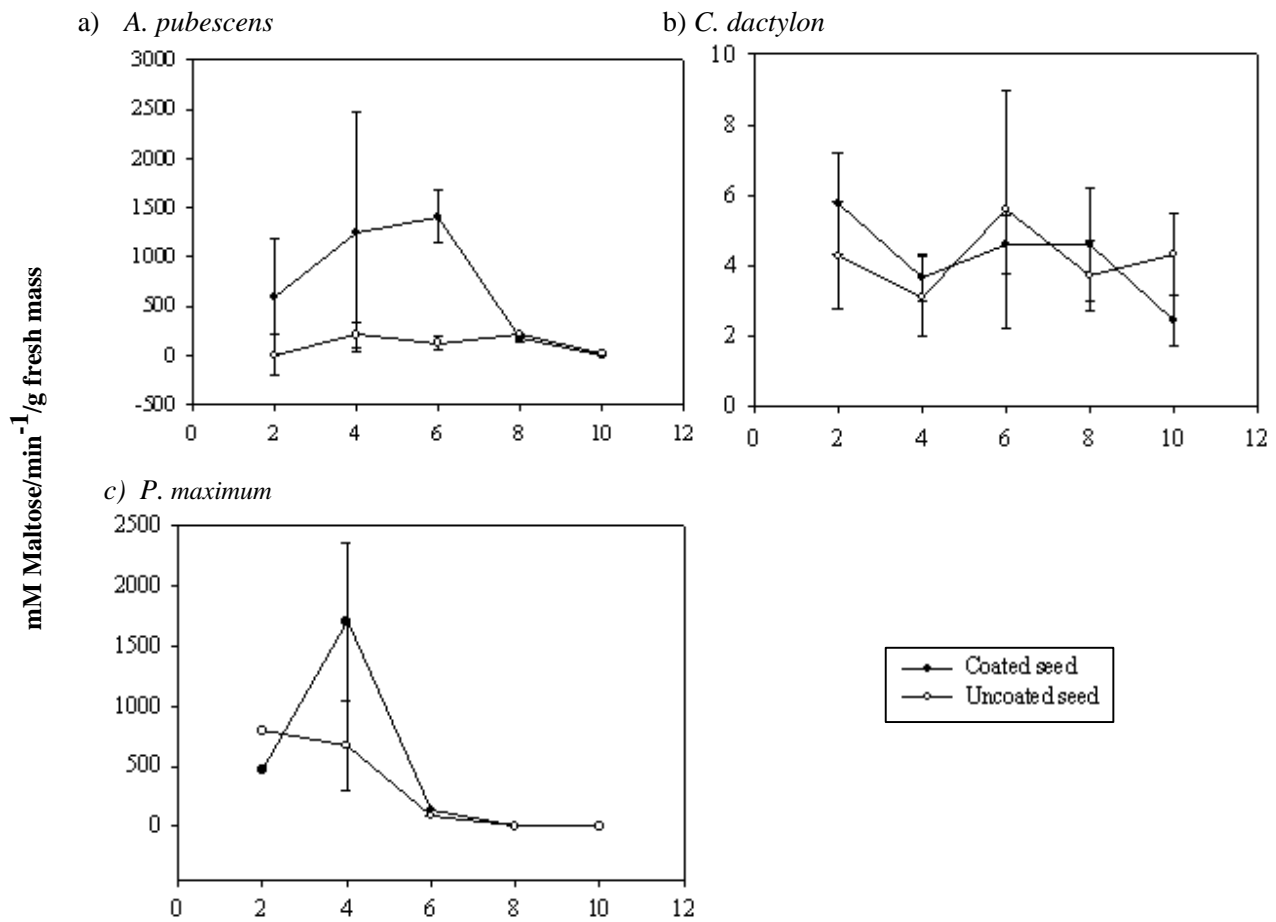 a) A. pubescens
b) C. dactylon
3000
2500
2000
1500
1000
500
0
-500
0 2 4 6 8 10 12
10
8
6
4
2
0
0 2 4 6 8 10 12
mM Maltose/min-1/g fresh mass
c) P. maximum
2500
2000
1500
1000
500
0
0 2 4 6 8 10 12
Coated seed
Uncoated seed